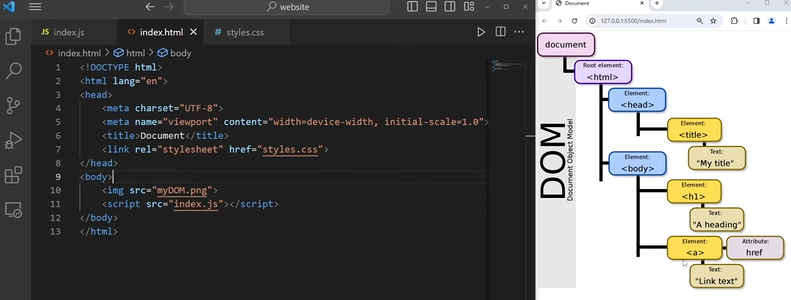 website
index.js
index.html
styles.css
index.html > html > body
1 <!DOCTYPE html>
2 <html lang="en">
3 <head>
4 <meta charset="UTF-8">
5 <meta name="viewport" content="width=device-width, initial-scale=1.0">
6 <title>Document</title>
7 <link rel="stylesheet" href="styles.css">
8 </head>
9 <body>
10 <img src="myDOM.png">
11 <script src="index.js"></script>
12 </body>
13 </html>
Document
127.0.0.1:5500/index.html
document
Root element:
<html>
Element:
<head>
Element:
<title>
Text:
"My title"
DOM
Document Object Model
Element:
<body>
Element:
<h1>
Text:
"A heading"
Element:
<a>
Attribute:
href
Text:
"Link text"